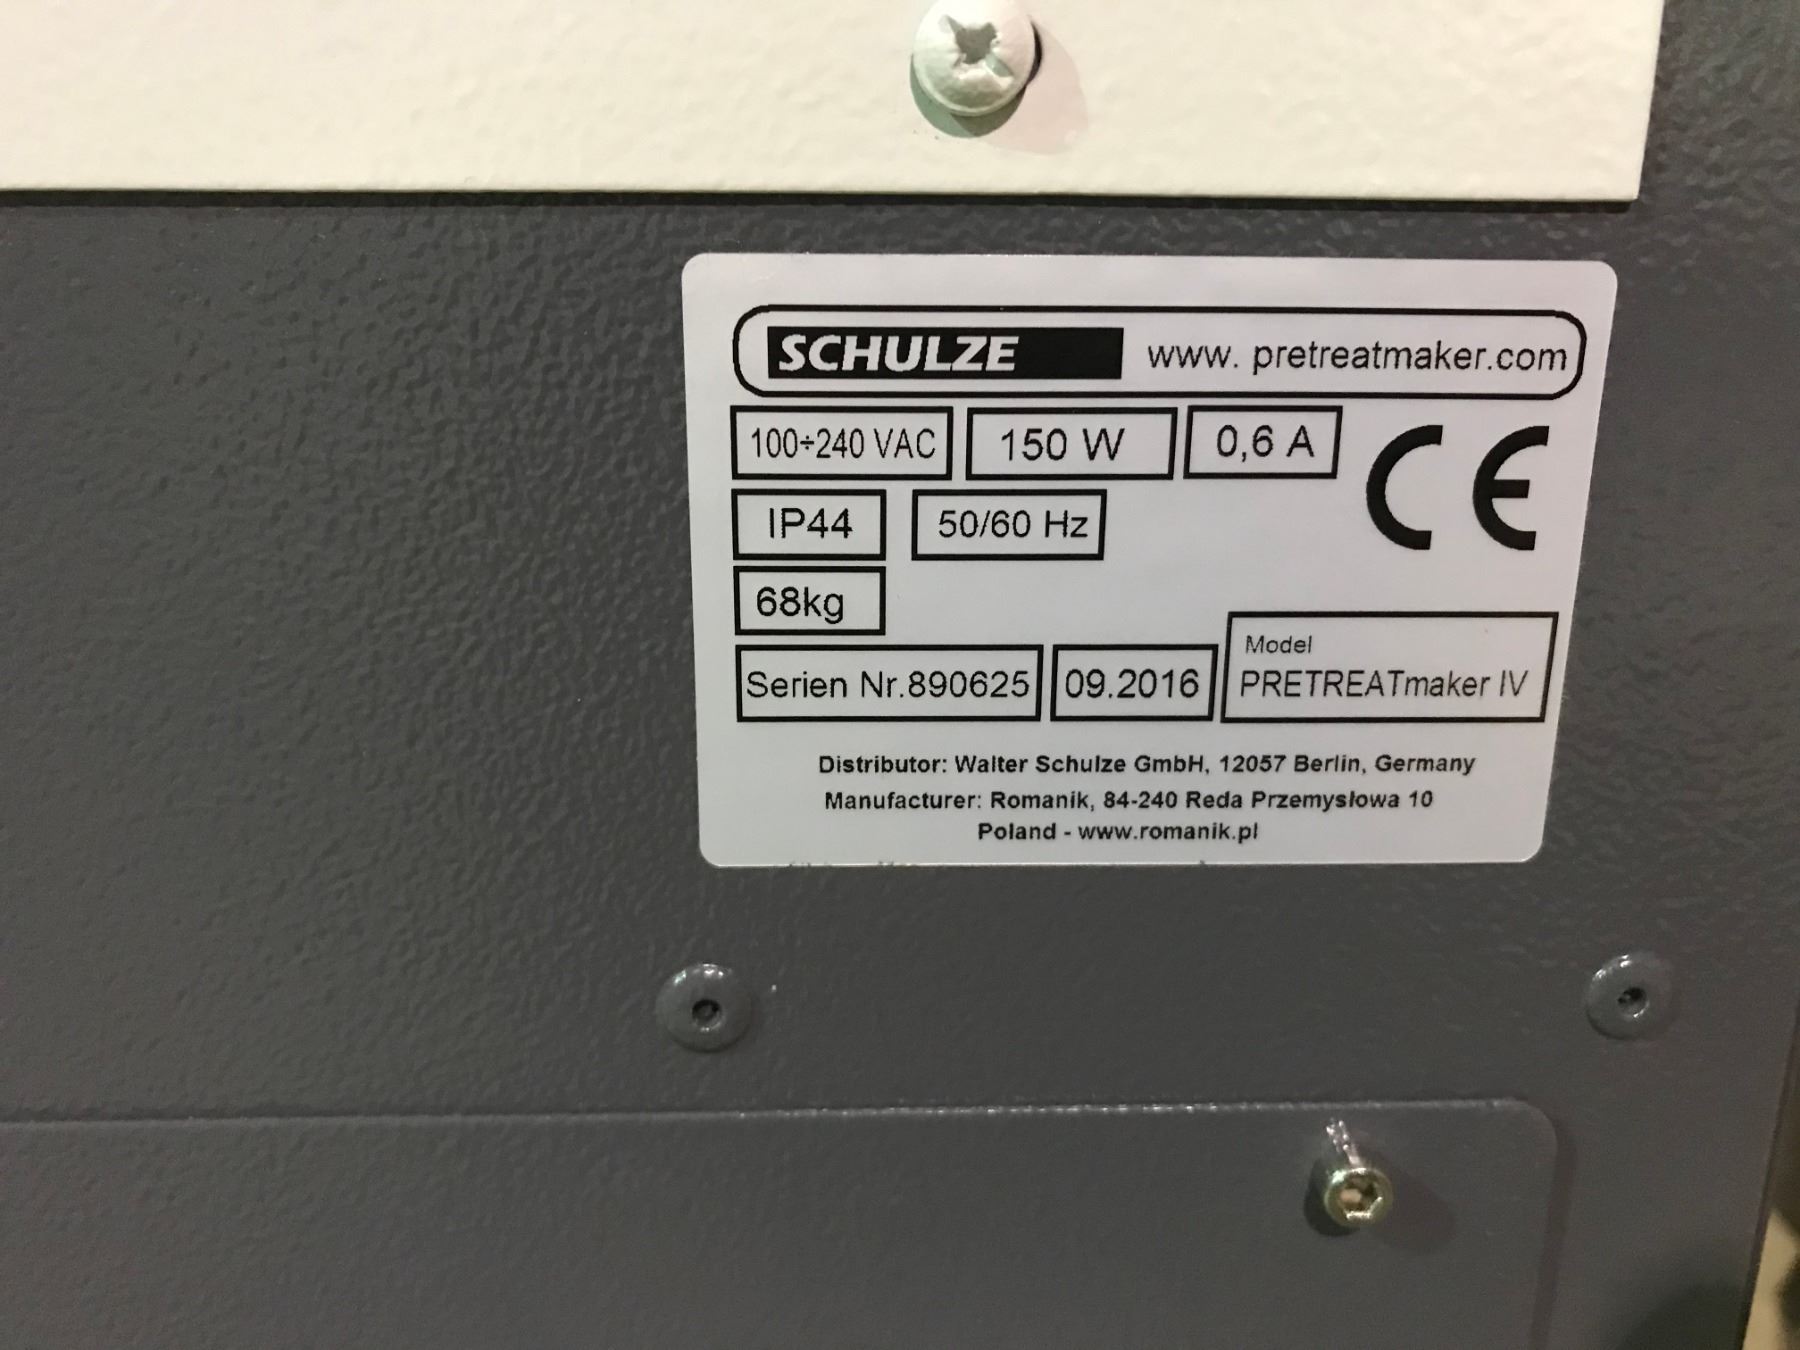 SCHULZE www. pretreatmaker.com
100÷240 VAC 150 W 0,6 A CE
IP44 50/60 Hz
68kg
Model
Serien Nr.890625 09.2016 PRETREATmaker IV
Distributor: Walter Schulze GmbH, 12057 Berlin, Germany
Manufacturer: Romanik, 84-240 Reda Przemysłowa 10
Poland - www.romanik.pl